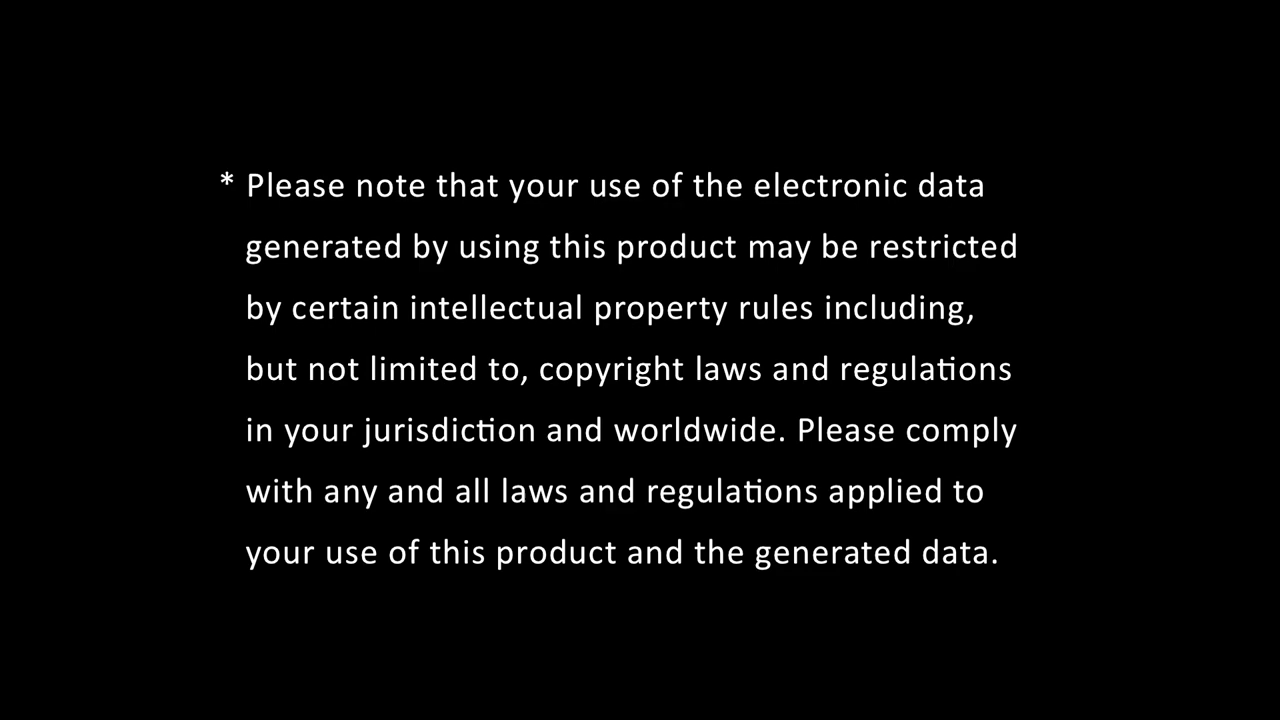 * Please note that your use of the electronic data
generated by using this product may be restricted
by certain intellectual property rules including,
but not limited to, copyright laws and regulations
in your jurisdiction and worldwide. Please comply
with any and all laws and regulations applied to
your use of this product and the generated data.